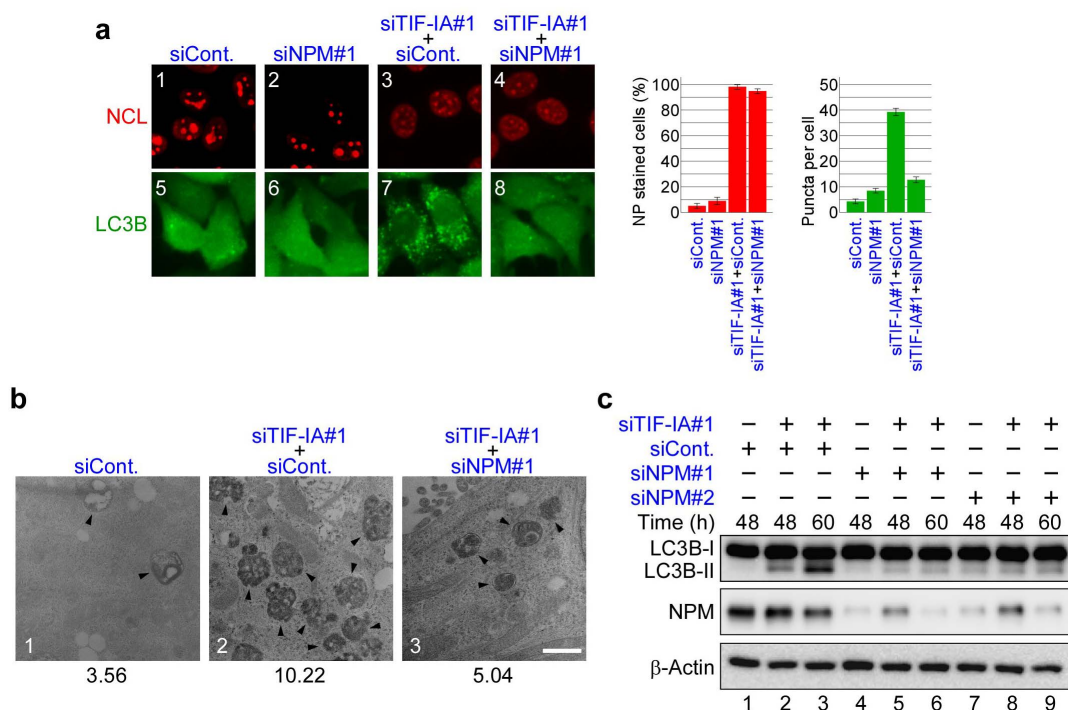 a
siCont.
siNPM#1
siTIF-IA#1
+
siCont.
siTIF-IA#1
+
siNPM#1
NCL
1
2
3
4
LC3B
5
6
7
8
NP stained cells (%)
100
80
60
40
20
0
siCont.
siNPM#1
siTIF-IA#1+siCont.
siTIF-IA#1+siNPM#1
Puncta per cell
50
40
30
20
10
0
siCont.
siNPM#1
siTIF-IA#1+siCont.
siTIF-IA#1+siNPM#1
b
siCont.
siTIF-IA#1
+
siCont.
siTIF-IA#1
+
siNPM#1
1
2
3
3.56
10.22
5.04
c
siTIF-IA#1 – + + – + + – + +
siCont. + + + – – – – – –
siNPM#1 – – – + + + – – –
siNPM#2 – – – – – – + + +
Time (h) 48 48 60 48 48 60 48 48 60
LC3B-I
LC3B-II
NPM
β-Actin
1 2 3 4 5 6 7 8 9